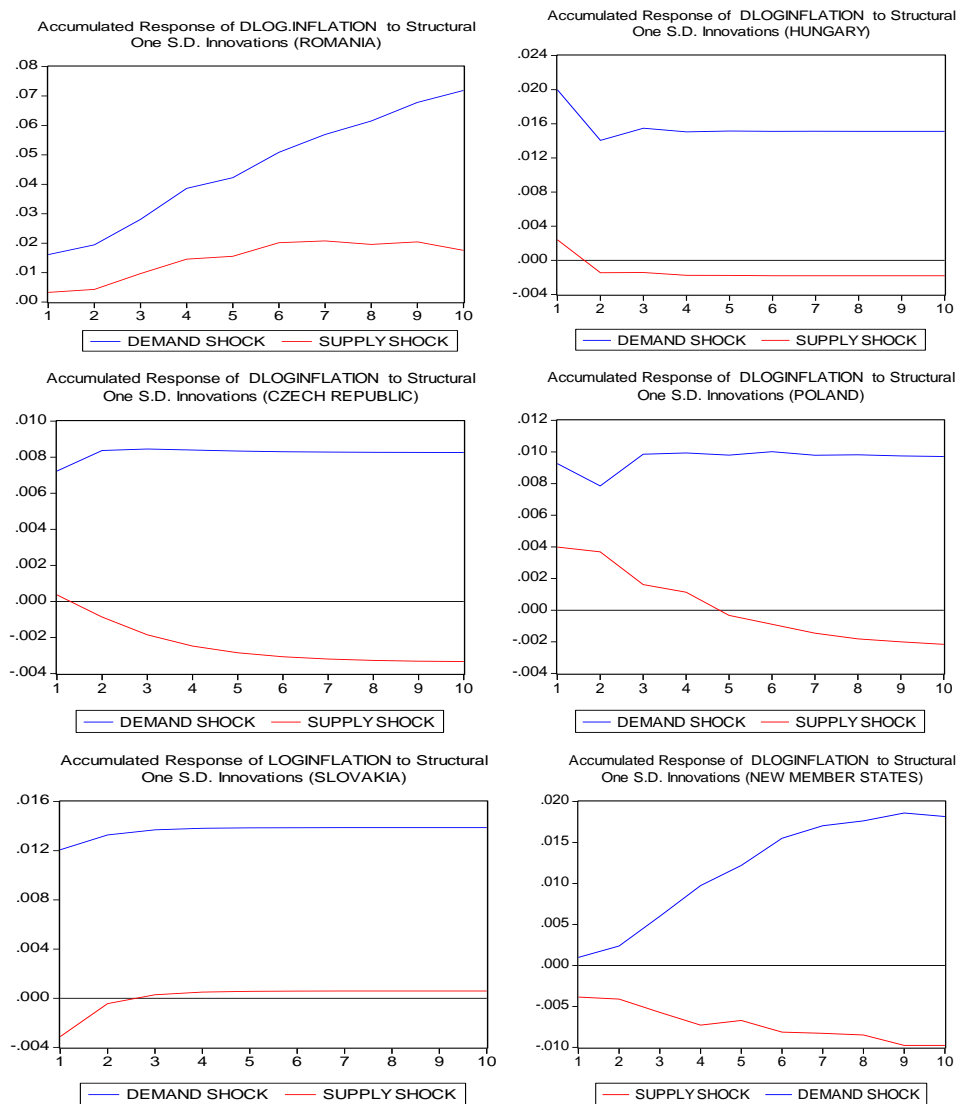 Accumulated Response of DLOG.INFLATION to Structural
One S.D. Innovations (ROMANIA)
.08
.07
.06
.05
.04
.03
.02
.01
.00
1 2 3 4 5 6 7 8 9 10
DEMAND SHOCK SUPPLY SHOCK
Accumulated Response of DLOGINFLATION to Structural
One S.D. Innovations (HUNGARY)
.024
.020
.016
.012
.008
.004
.000
-.004
1 2 3 4 5 6 7 8 9 10
DEMAND SHOCK SUPPLY SHOCK
Accumulated Response of DLOGINFLATION to Structural
One S.D. Innovations (CZECH REPUBLIC)
.010
.008
.006
.004
.002
.000
-.002
-.004
1 2 3 4 5 6 7 8 9 10
DEMAND SHOCK SUPPLY SHOCK
Accumulated Response of DLOGINFLATION to Structural
One S.D. Innovations (POLAND)
.012
.010
.008
.006
.004
.002
.000
-.002
-.004
1 2 3 4 5 6 7 8 9 10
DEMAND SHOCK SUPPLY SHOCK
Accumulated Response of LOGINFLATION to Structural
One S.D. Innovations (SLOVAKIA)
.016
.012
.008
.004
.000
-.004
1 2 3 4 5 6 7 8 9 10
DEMAND SHOCK SUPPLY SHOCK
Accumulated Response of DLOGINFLATION to Structural
One S.D. Innovations (NEW MEMBER STATES)
.020
.015
.010
.005
.000
-.005
-.010
1 2 3 4 5 6 7 8 9 10
SUPPLY SHOCK DEMAND SHOCK